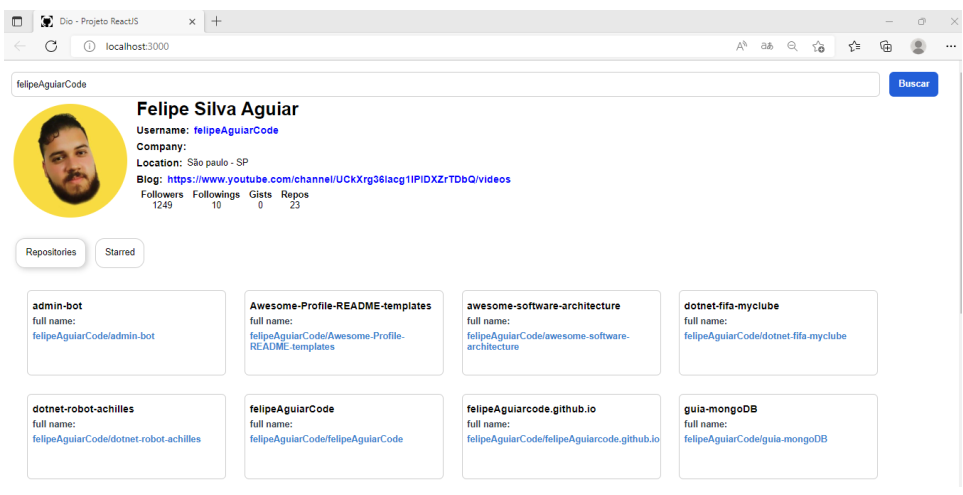 Dio - Projeto ReactJS
localhost:3000
felipeAguiarCode
Buscar
Felipe Silva Aguiar
Username: felipeAguiarCode
Company:
Location: São paulo - SP
Blog: https://www.youtube.com/channel/UCkXrg36lacg1IPlDXZrTDbQ/videos
Followers Followings Gists Repos
1249 10 0 23
Repositories Starred
admin-bot
full name:
felipeAguiarCode/admin-bot
Awesome-Profile-README-templates
full name:
felipeAguiarCode/Awesome-Profile-
README-templates
awesome-software-architecture
full name:
felipeAguiarCode/awesome-software-
architecture
dotnet-fifa-myclube
full name:
felipeAguiarCode/dotnet-fifa-myclube
dotnet-robot-achilles
full name:
felipeAguiarCode/dotnet-robot-achilles
felipeAguiarCode
full name:
felipeAguiarCode/felipeAguiarCode
felipeAguiarcode.github.io
full name:
felipeAguiarCode/felipeAguiarcode.github.io
guia-mongoDB
full name:
felipeAguiarCode/guia-mongoDB